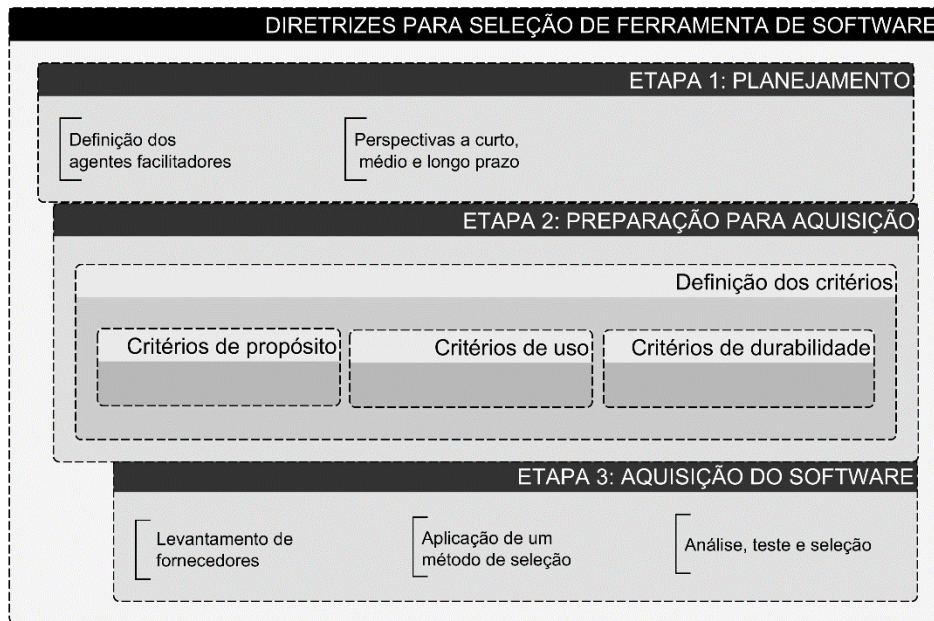 DIRETRIZES PARA SELEÇÃO DE FERRAMENTA DE SOFTWARE
ETAPA 1: PLANEJAMENTO
Definição dos
agentes facilitadores
Perspectivas a curto,
médio e longo prazo
ETAPA 2: PREPARAÇÃO PARA AQUISIÇÃO
Definição dos critérios
Critérios de propósito
Critérios de uso
Critérios de durabilidade
ETAPA 3: AQUISIÇÃO DO SOFTWARE
Levantamento de
fornecedores
Aplicação de um
método de seleção
Análise, teste e seleção